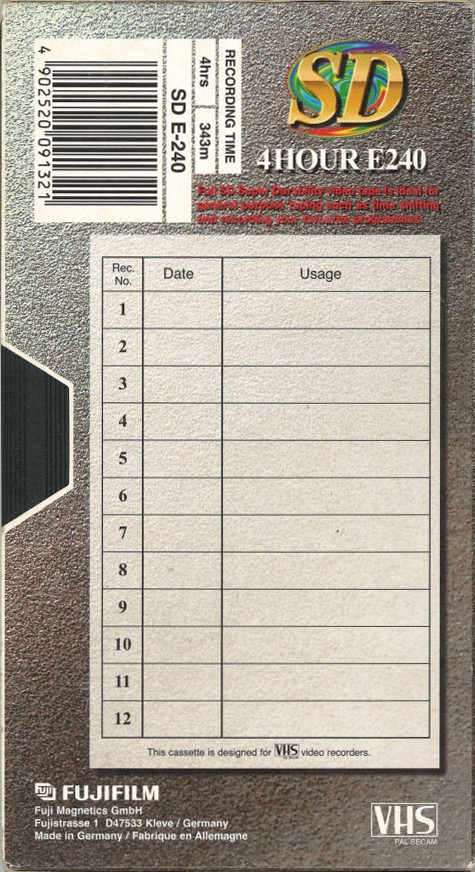 4 902520 091321
RECORDING TIME
4hrs 343m
SD E-240
SD
4HOUR E240
Fuji SD Super Durability video tape is ideal for
general purpose taping such as time shifting
and recording your favourite programmes.
Rec. No. Date Usage
1
2
3
4
5
6
7
8
9
10
11
12
This cassette is designed for VHS video recorders.
FUJI FUJIFILM
Fuji Magnetics GmbH
Fujistrasse 1 D47533 Kleve / Germany
Made in Germany / Fabrique en Allemagne
VHS
PAL·SECAM